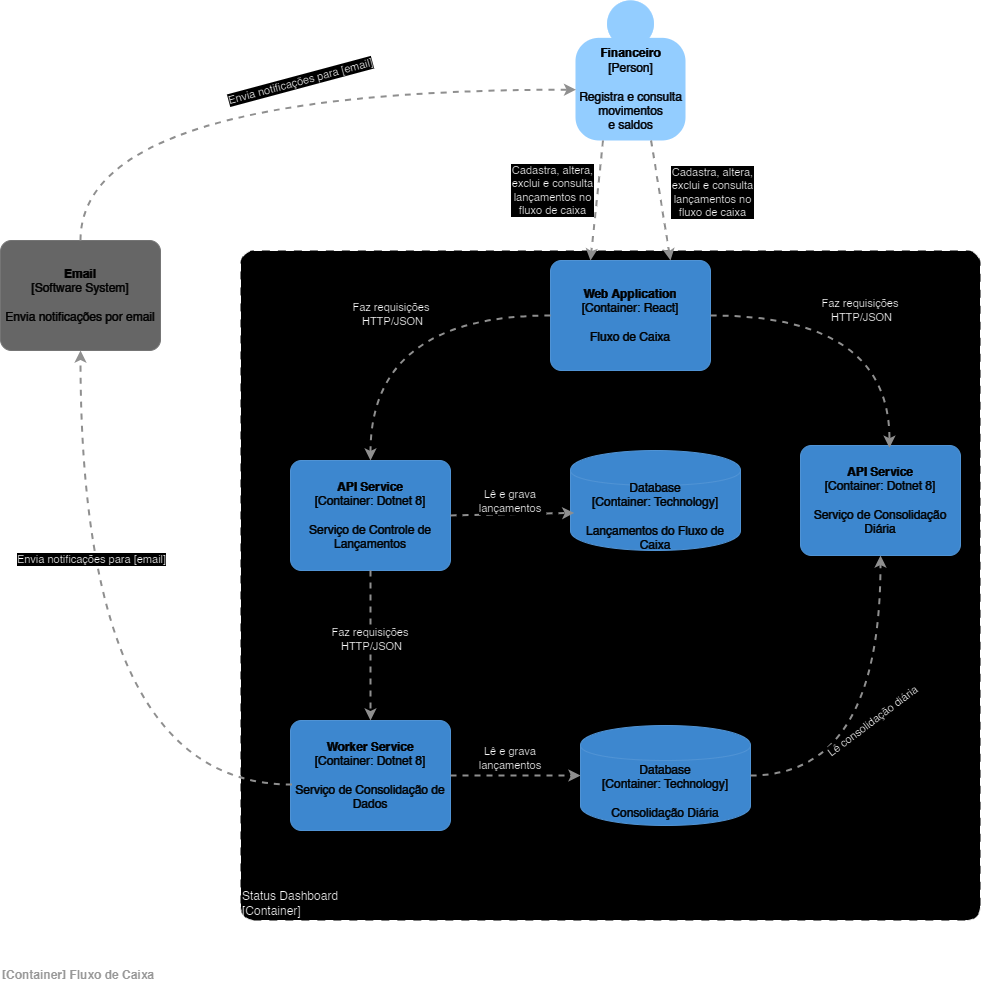 Financeiro
[Person]
Registra e consulta
movimentos
e saldos
Envia notificações para [email]
Cadastra, altera,
exclui e consulta
lançamentos no
fluxo de caixa
Cadastra, altera,
exclui e consulta
lançamentos no
fluxo de caixa
Email
[Software System]
Envia notificações por email
Web Application
[Container: React]
Fluxo de Caixa
Faz requisições
HTTP/JSON
Faz requisições
HTTP/JSON
API Service
[Container: Dotnet 8]
Serviço de Controle de
Lançamentos
Lê e grava
lançamentos
Database
[Container: Technology]
Lançamentos do Fluxo de
Caixa
API Service
[Container: Dotnet 8]
Serviço de Consolidação
Diária
Envia notificações para [email]
Faz requisições
HTTP/JSON
Worker Service
[Container: Dotnet 8]
Serviço de Consolidação de
Dados
Lê e grava
lançamentos
Database
[Container: Technology]
Consolidação Diária
Lê consolidação diária
Status Dashboard
[Container]
[Container] Fluxo de Caixa